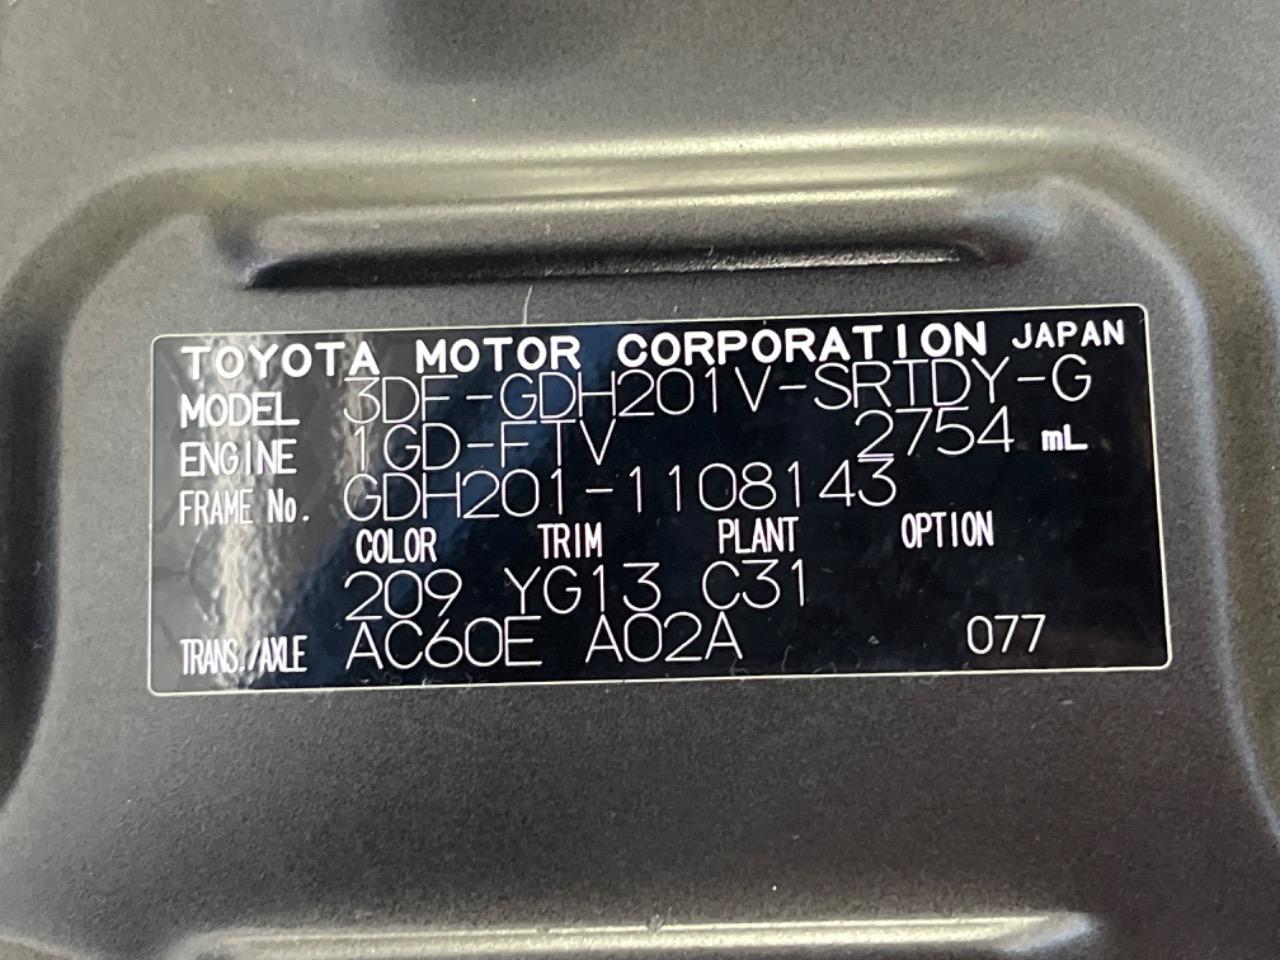 TOYOTA MOTOR CORPORATION JAPAN
MODEL 3DF-GDH201V-SRTDY-G
ENGINE 1GD-FTV 2754 mL
FRAME No. GDH201-1108143
COLOR TRIM PLANT OPTION
209 YG13 C31
TRANS./AXLE AC60E A02A 077